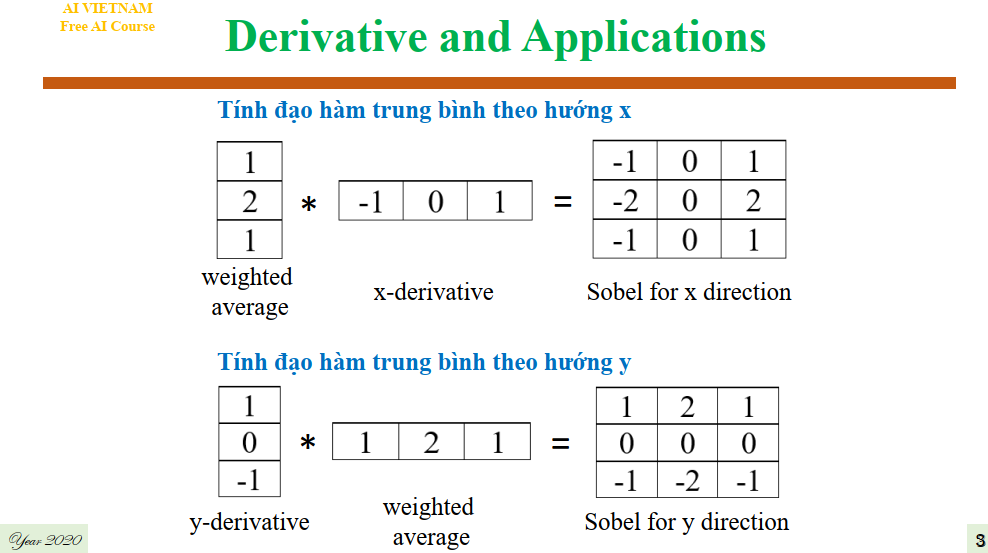 AI VIETNAM
Free AI Course
Derivative and Applications
Tính đạo hàm trung bình theo hướng x
1
2
1
*
-1 0 1
=
-1 0 1
-2 0 2
-1 0 1
weighted
average
x-derivative
Sobel for x direction
Tính đạo hàm trung bình theo hướng y
1
0
-1
*
1 2 1
=
1 2 1
0 0 0
-1 -2 -1
y-derivative
weighted
average
Sobel for y direction
Year 2020
3